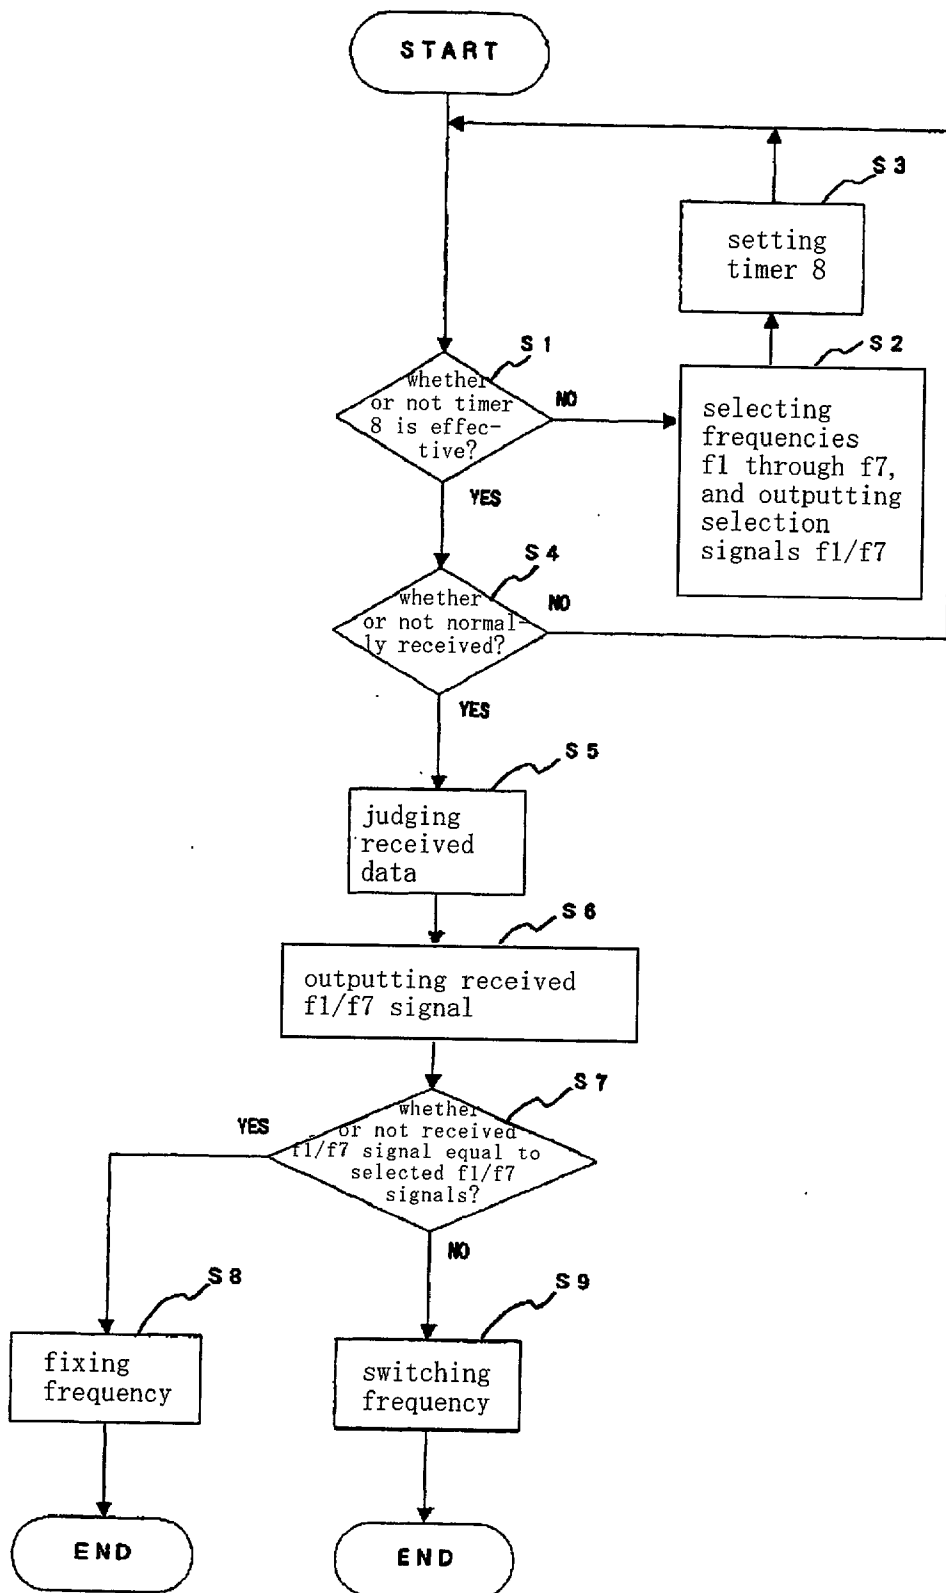 START
S 3
setting
timer 8
S 1
S 2
whether
or not timer
8 is effec-
tive?
NO
selecting
frequencies
f1 through f7,
and outputting
selection
signals f1/f7
YES
S 4
whether
or not normal-
ly received?
NO
YES
S 5
judging
received
data
S 6
outputting received
f1/f7 signal
S 7
whether
or not received
f1/f7 signal equal to
selected f1/f7
signals?
YES
NO
S 8
fixing
frequency
S 9
switching
frequency
END
END